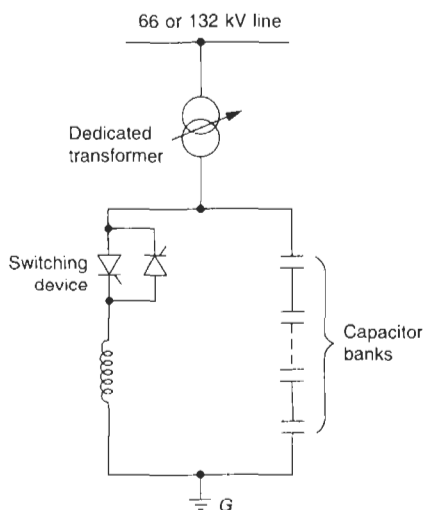 66 or 132 kV line
Dedicated
transformer
Switching
device
Capacitor
banks
G